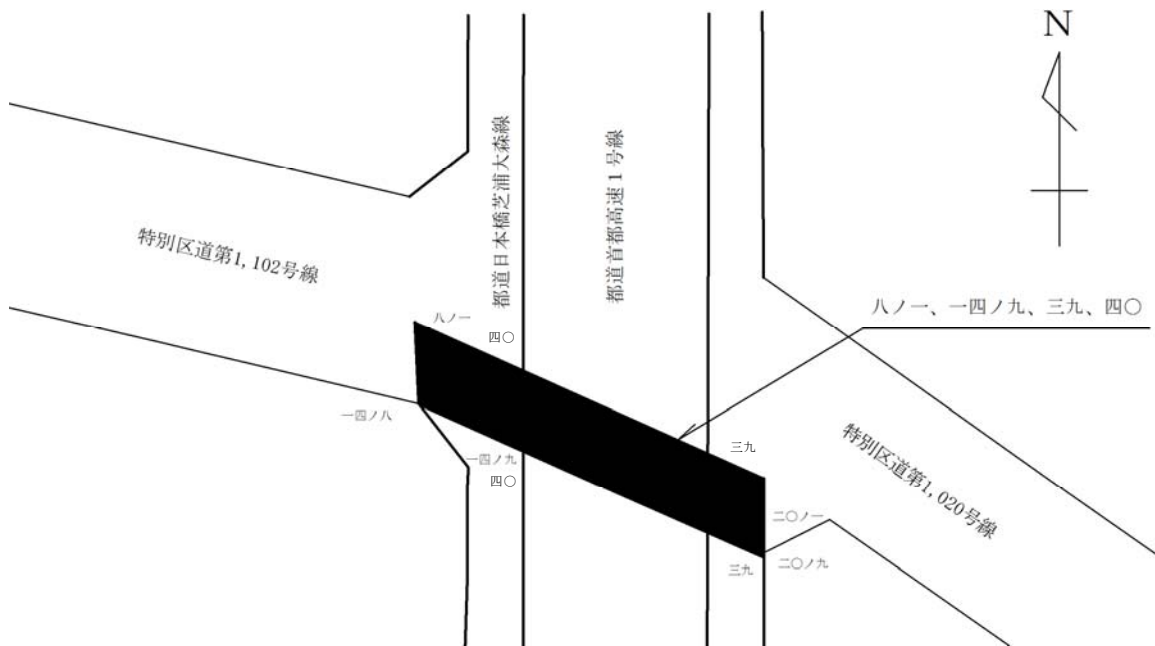 N
都道日本橋芝浦大森線
都道首都高速1号線
特別区道第1,102号線
八ノ一、一四ノ九、三九、四〇
八ノ一
四〇
一四ノ八
三九
特別区道第1,020号線
一四ノ九
四〇
二〇ノ一
三九
二〇ノ九